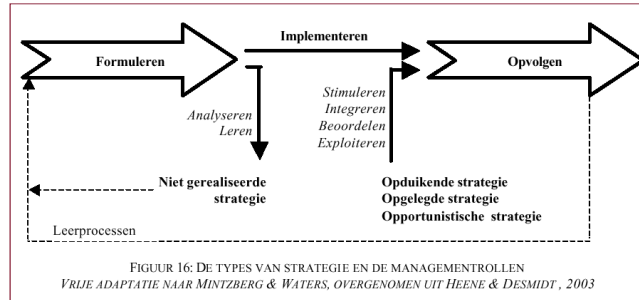 Implementeren
Formuleren
Opvolgen
Analyseren
Leren
Stimuleren
Integreren
Beoordelen
Exploiteren
Niet gerealiseerde
strategie
Opduikende strategie
Opgelegde strategie
Opportunistische strategie
Leerprocessen
FIGUUR 16: DE TYPES VAN STRATEGIE EN DE MANAGEMENTROLLEN
VRIJE ADAPTATIE NAAR MINTZBERG & WATERS, OVERGENOMEN UIT HEENE & DESMIDT , 2003